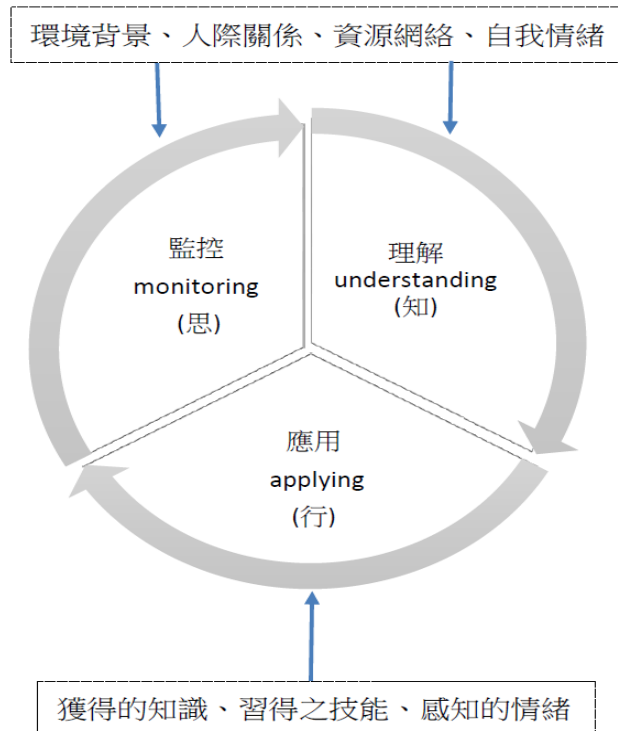 環境背景、人際關係、資源網絡、自我情緒
監控
monitoring
(思)
理解
understanding
(知)
應用
applying
(行)
獲得的知識、習得之技能、感知的情緒